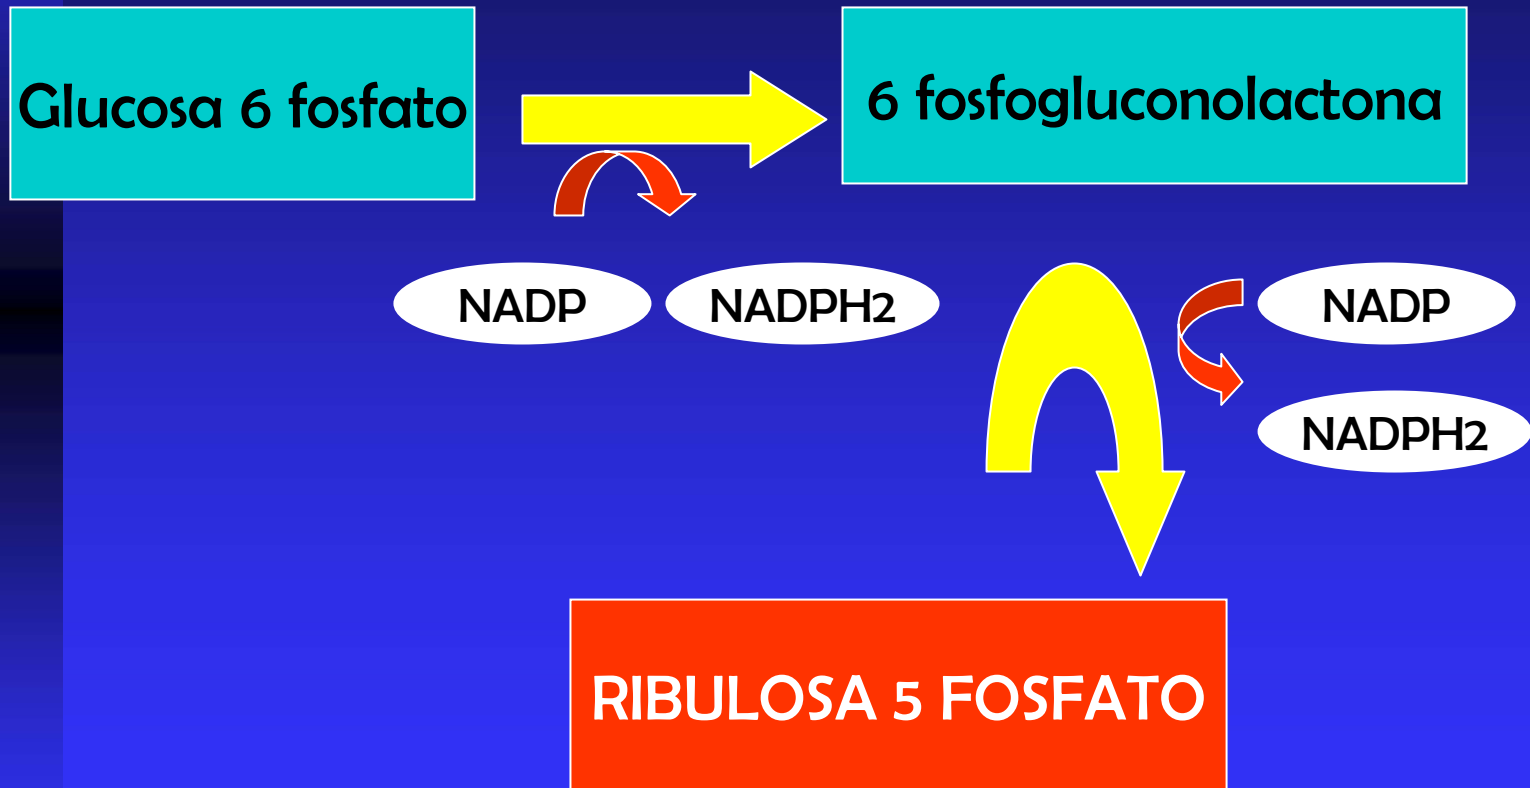 Glucosa 6 fosfato
6 fosfogluconolactona
NADP
NADPH2
NADP
NADPH2
RIBULOSA 5 FOSFATO